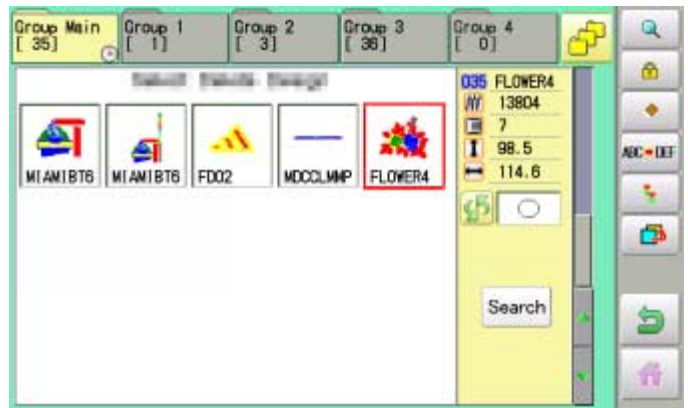 Group Main
[ 35]
Group 1
[ 1]
Group 2
[ 3]
Group 3
[ 36]
Group 4
[ 0]
035 FLOWER4
13804
7
98.5
114.6
MIAMIBT6
MIAMIBT6
FD02
MDCCLMMP
FLOWER4
ABC DEF
Search